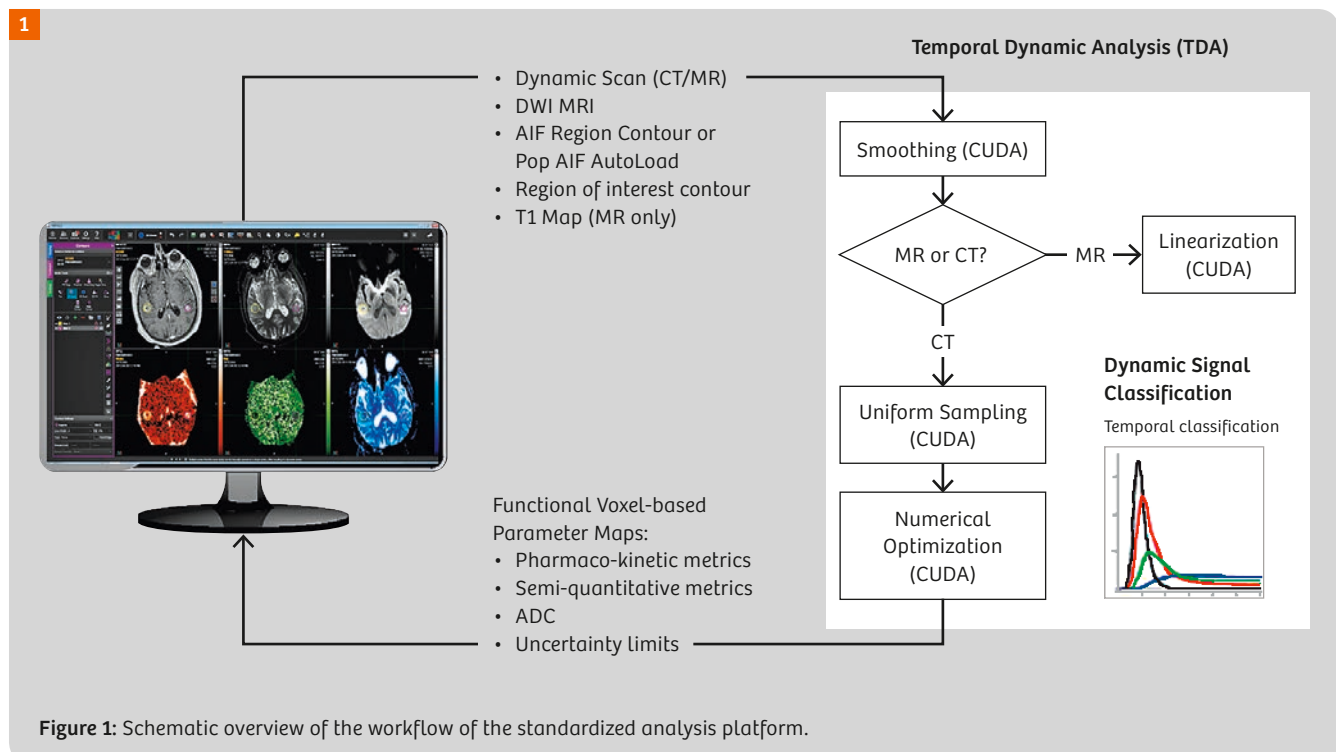 1
Temporal Dynamic Analysis (TDA)
• Dynamic Scan (CT/MR)
• DWI MRI
• AIF Region Contour or
Pop AIF AutoLoad
• Region of interest contour
• T1 Map (MR only)
Smoothing (CUDA)
MR or CT?
MR
Linearization
(CUDA)
CT
Uniform Sampling
(CUDA)
Numerical
Optimization
(CUDA)
Dynamic Signal
Classification
Temporal classification
Functional Voxel-based
Parameter Maps:
• Pharmaco-kinetic metrics
• Semi-quantitative metrics
• ADC
• Uncertainty limits
Figure 1: Schematic overview of the workflow of the standardized analysis platform.